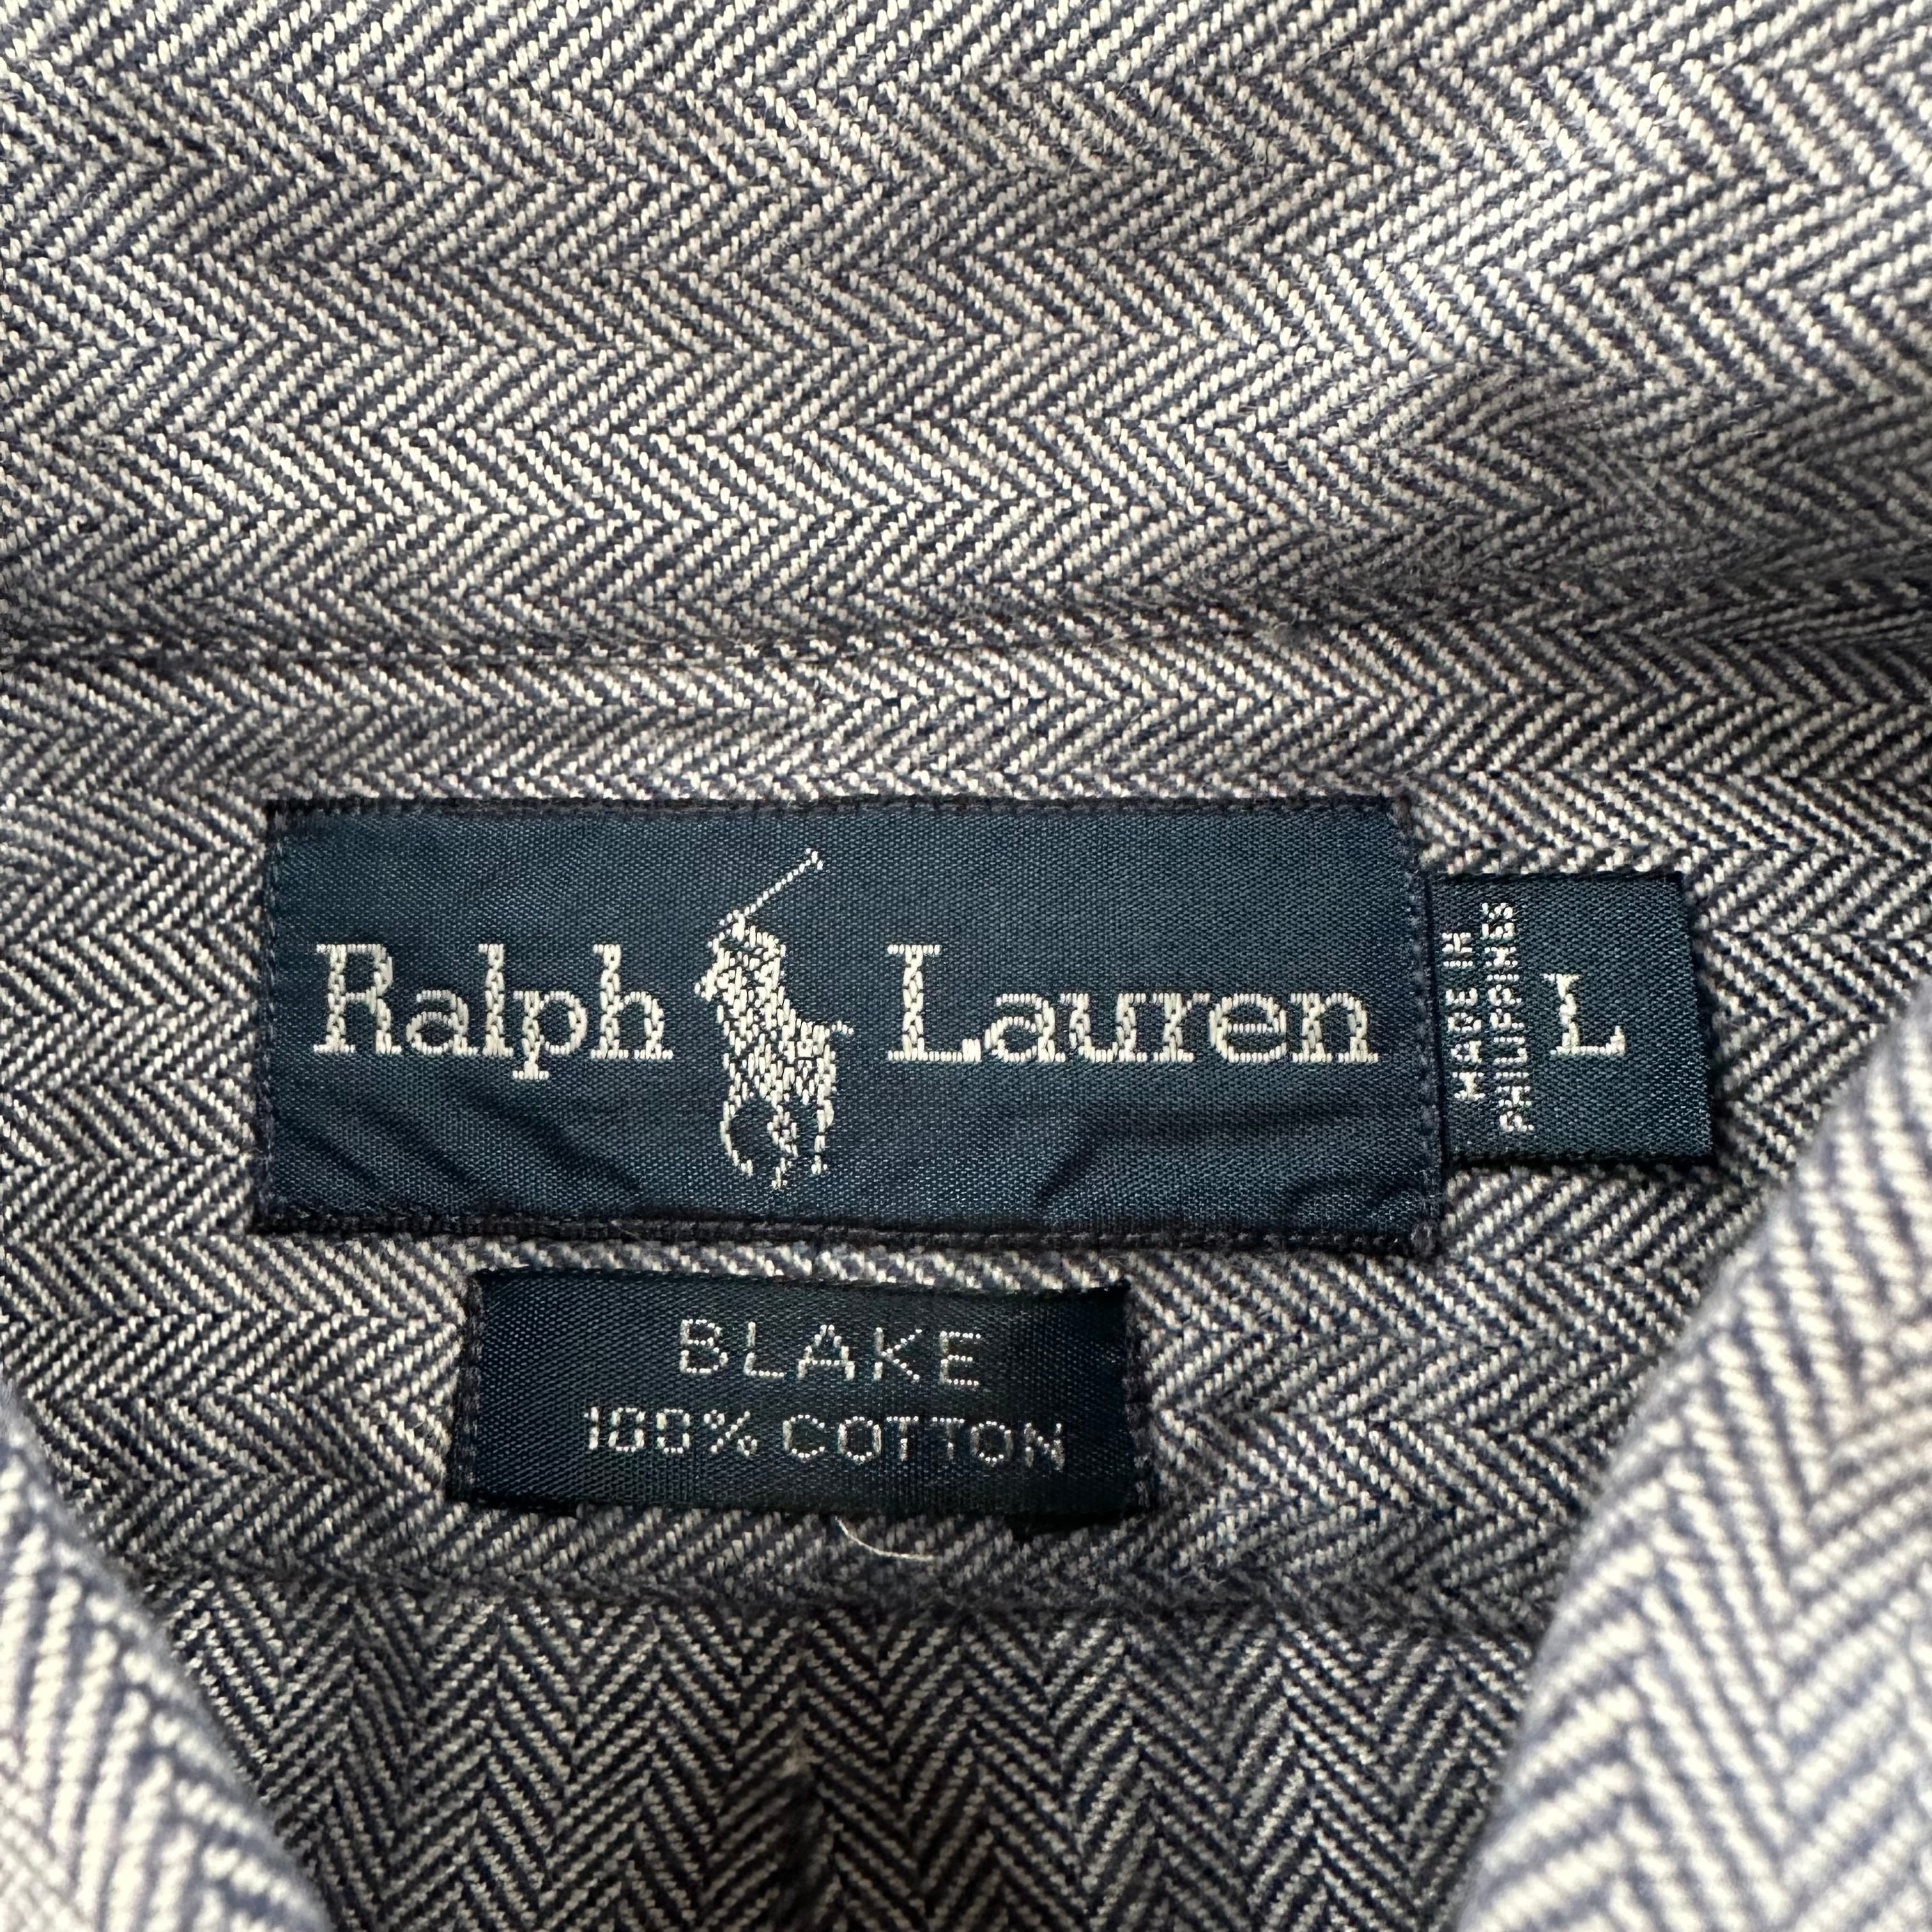 Ralph Lauren
MADE IN
PHILIPPINES
L
BLAKE
100% COTTON